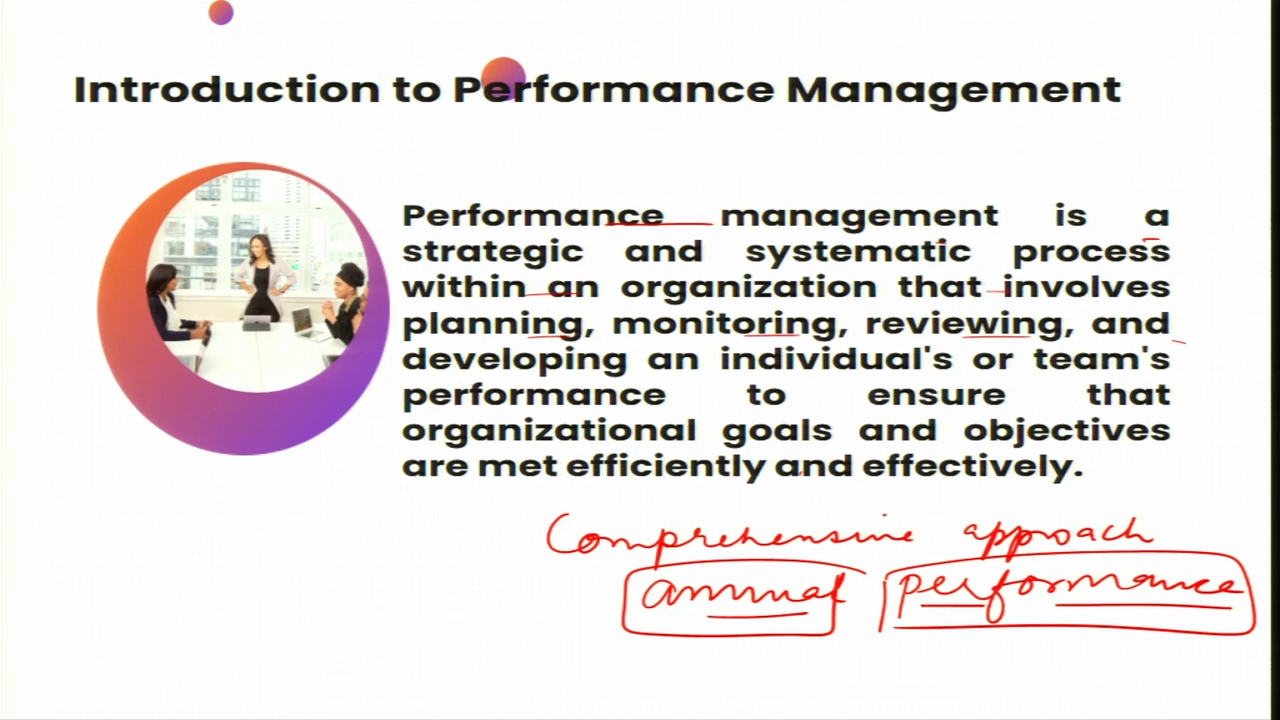 Introduction to Performance Management
Performance management is a
strategic and systematic process
within an organization that involves
planning, monitoring, reviewing, and
developing an individual's or team's
performance to ensure that
organizational goals and objectives
are met efficiently and effectively.
Comprehensive approach
annual performance